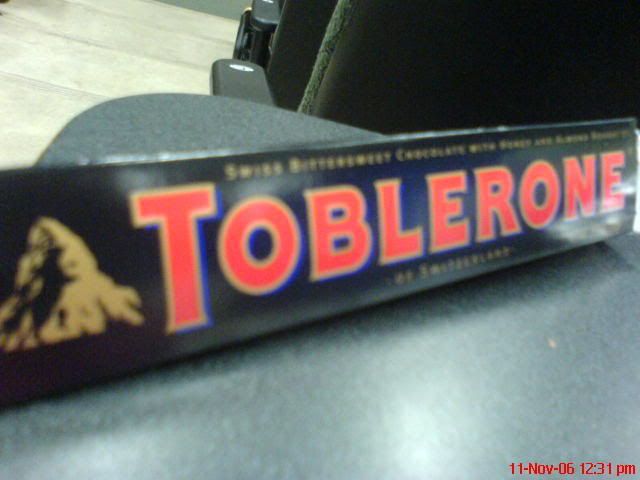 SWISS BITTERSWEET CHOCOLATE WITH HONEY AND ALMOND NOUGAT
TOBLERONE
OF SWITZERLAND
11-Nov-06 12:31 pm